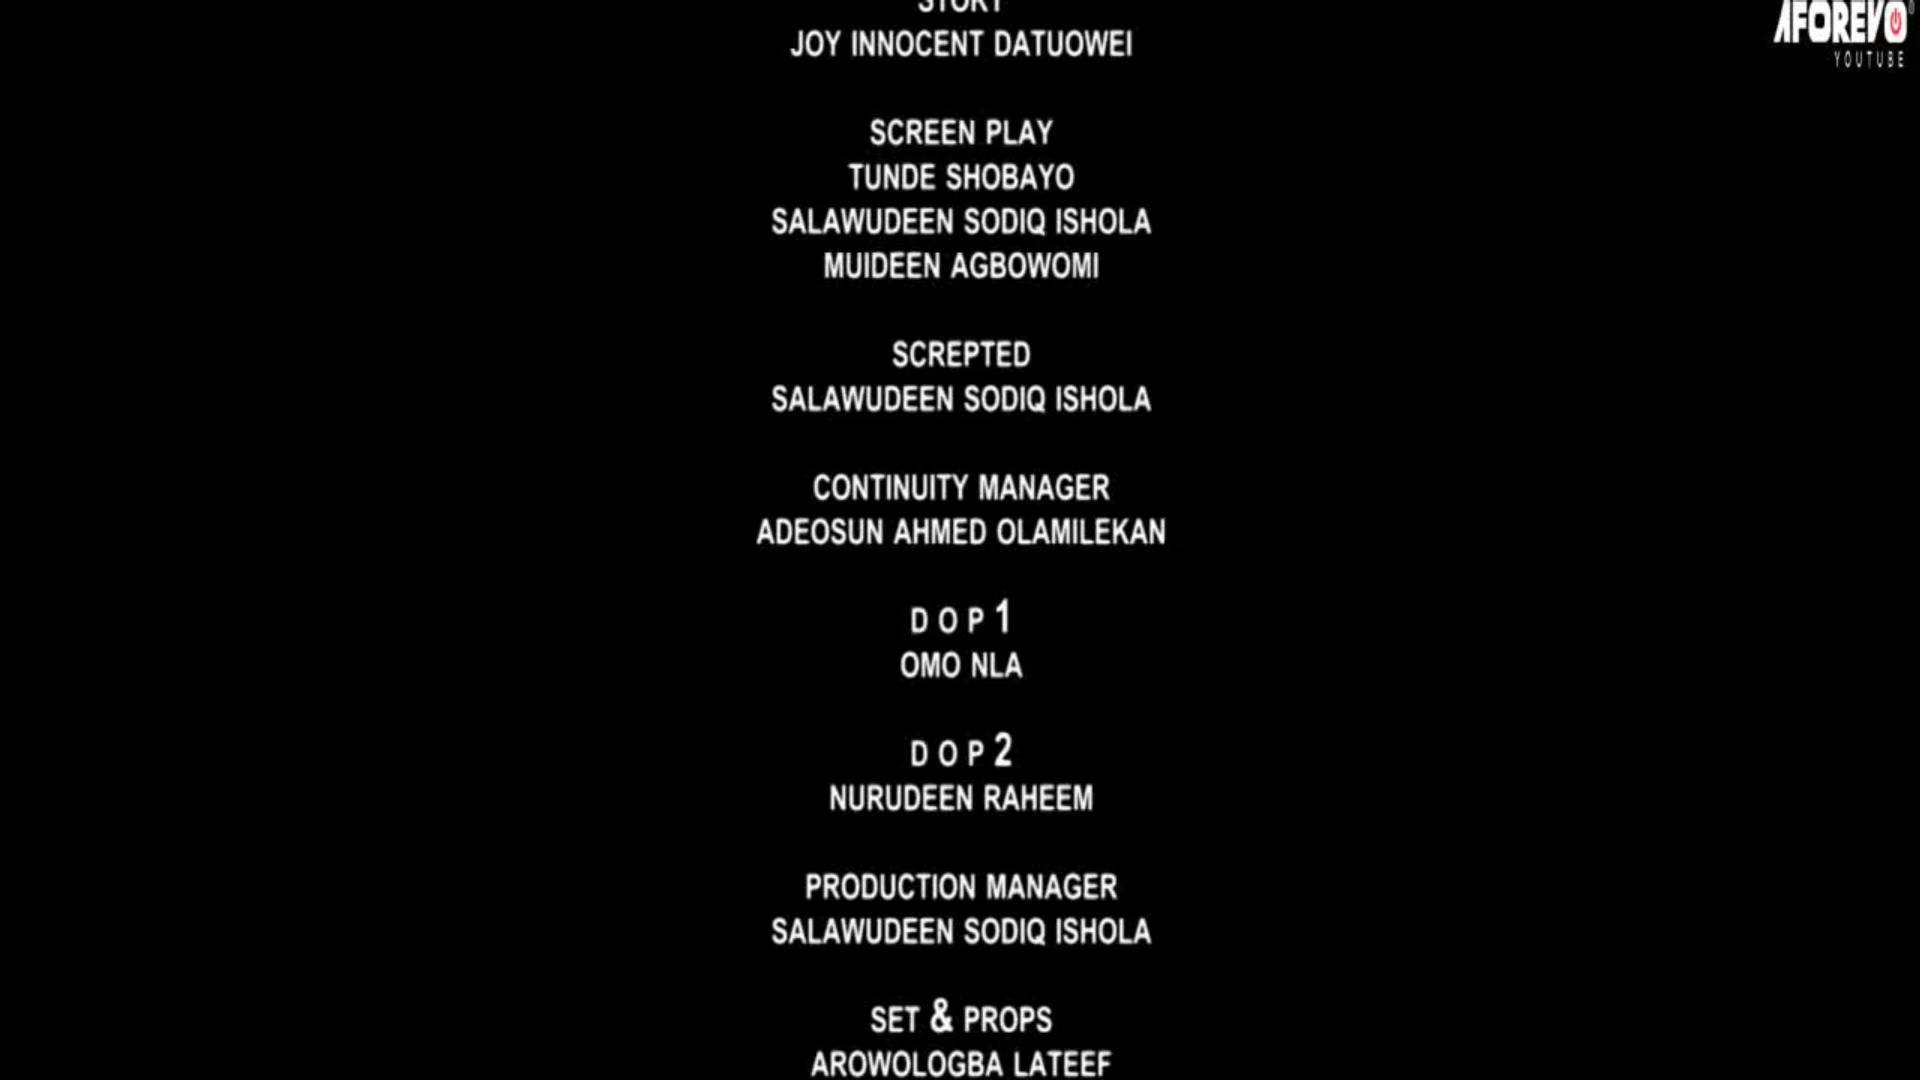 STORY
JOY INNOCENT DATUOWEI
SCREEN PLAY
TUNDE SHOBAYO
SALAWUDEEN SODIQ ISHOLA
MUIDEEN AGBOWOMI
SCREPTED
SALAWUDEEN SODIQ ISHOLA
CONTINUITY MANAGER
ADEOSUN AHMED OLAMILEKAN
D O P 1
OMO NLA
D O P 2
NURUDEEN RAHEEM
PRODUCTION MANAGER
SALAWUDEEN SODIQ ISHOLA
SET & PROPS
AROWOLOGBA LATEEF
AFOREVO
YOUTUBE